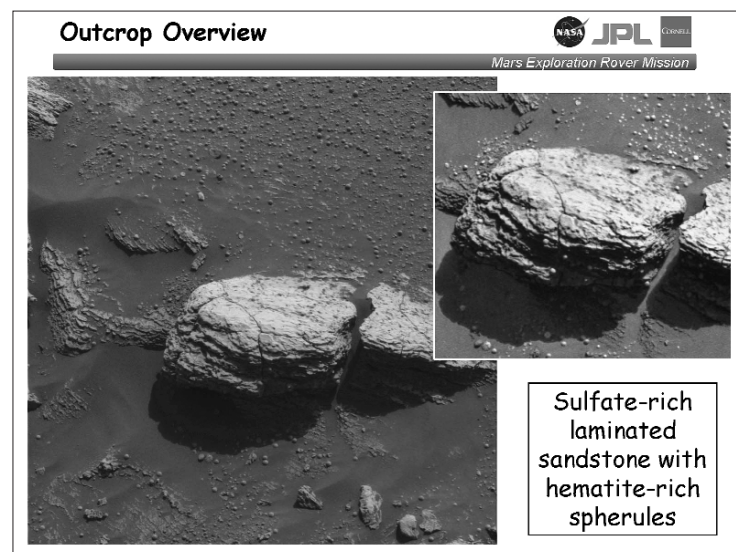 Outcrop Overview
NASA JPL CORNELL
Mars Exploration Rover Mission
Sulfate-rich
laminated
sandstone with
hematite-rich
spherules